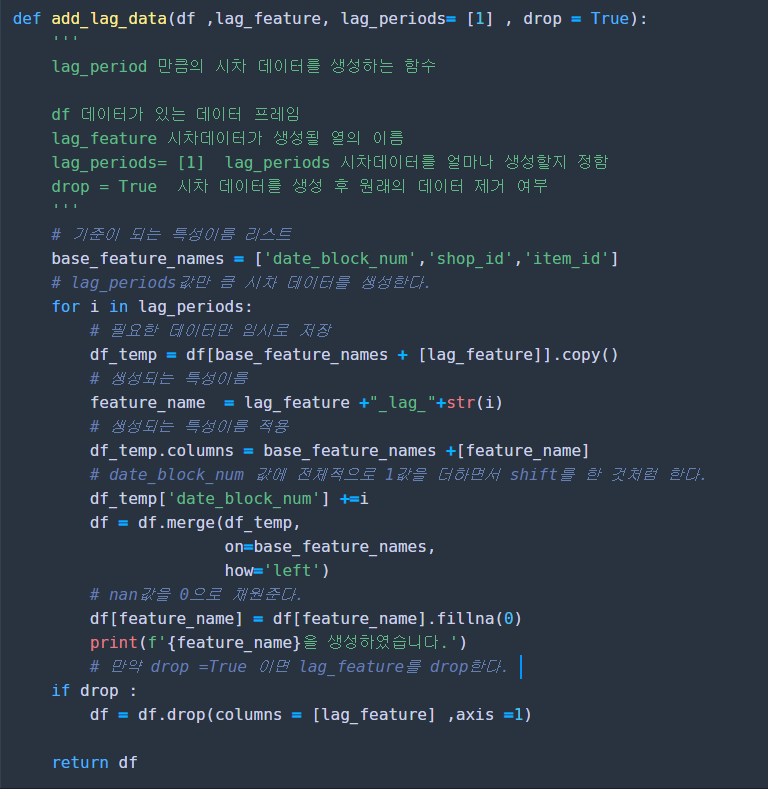 def add_lag_data(df ,lag_feature, lag_periods= [1] , drop = True):
    '''
    lag_period 만큼의 시차 데이터를 생성하는 함수

    df 데이터가 있는 데이터 프레임
    lag_feature 시차데이터가 생성될 열의 이름
    lag_periods= [1]  lag_periods 시차데이터를 얼마나 생성할지 정함
    drop = True  시차 데이터를 생성 후 원래의 데이터 제거 여부
    '''
    # 기준이 되는 특성이름 리스트
    base_feature_names = ['date_block_num','shop_id','item_id']
    # lag_periods값만 큼 시차 데이터를 생성한다.
    for i in lag_periods:
        # 필요한 데이터만 임시로 저장
        df_temp = df[base_feature_names + [lag_feature]].copy()
        # 생성되는 특성이름
        feature_name  = lag_feature +"_lag_"+str(i)
        # 생성되는 특성이름 적용
        df_temp.columns = base_feature_names +[feature_name]
        # date_block_num 값에 전체적으로 1값을 더하면서 shift를 한 것처럼 한다.
        df_temp['date_block_num'] +=i
        df = df.merge(df_temp,
                      on=base_feature_names,
                      how='left')
        # nan값을 0으로 채원준다.
        df[feature_name] = df[feature_name].fillna(0)
        print(f'{feature_name}을 생성하였습니다.')
        # 만약 drop =True 이면 lag_feature를 drop한다.
    if drop :
        df = df.drop(columns = [lag_feature] ,axis =1)

    return df